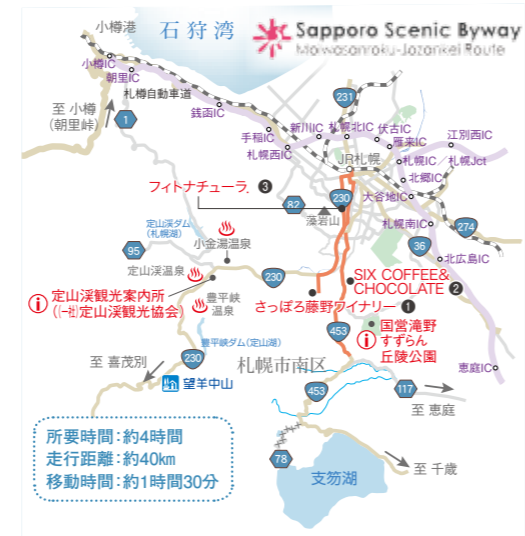 小樽港
石狩湾
Sapporo Scenic Byway
Moiwasanroku-Jozankei Route
小樽IC
朝里IC
札樽自動車道
銭函IC
至 小樽
(朝里峠)
1
231
手稲IC
新川IC
札幌北IC
伏古IC
雁来IC
江別西IC
札幌西IC
JR札幌
札幌IC
札幌Jct
北郷IC
フィトナチューラ. 3
82
230
大谷地IC
藻岩山
札幌南IC
274
定山渓ダム
(札幌湖)
36
95
小金湯温泉
北広島IC
定山渓温泉
230
SIX COFFEE&
CHOCOLATE 2
定山渓観光案内所
((一社)定山渓観光協会)
豊平峡
温泉
さっぽろ藤野ワイナリー 1
453
国営滝野
すずらん
丘陵公園
豊平峡ダム(定山湖)
至 喜茂別
230
札幌市南区
恵庭IC
望羊中山
453
117
至 恵庭
所要時間:約4時間
走行距離:約40km
移動時間:約1時間30分
78
支笏湖
至 千歳